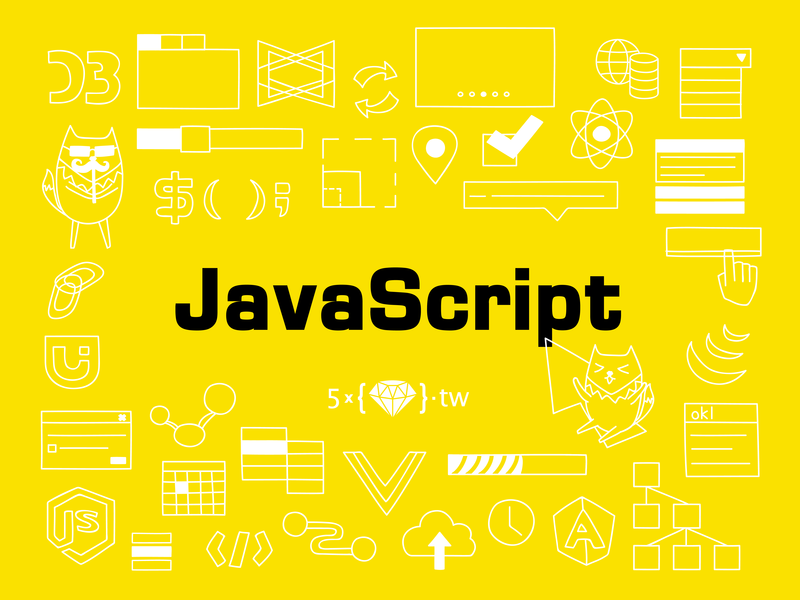 D3
$( );
JavaScript
5×{ }·tw
ok!
JS
</>
A